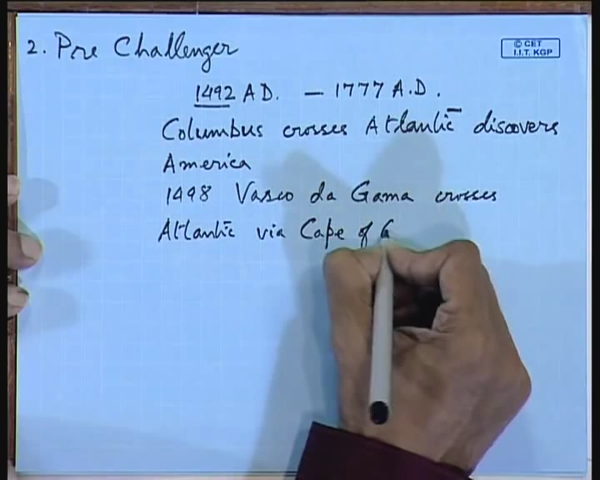 2. Pre Challenger
© CET
I.I.T. KGP
1492 A.D. – 1777 A.D.
Columbus crosses Atlantic discovers
America
1498 Vasco da Gama crosses
Atlantic via Cape of G